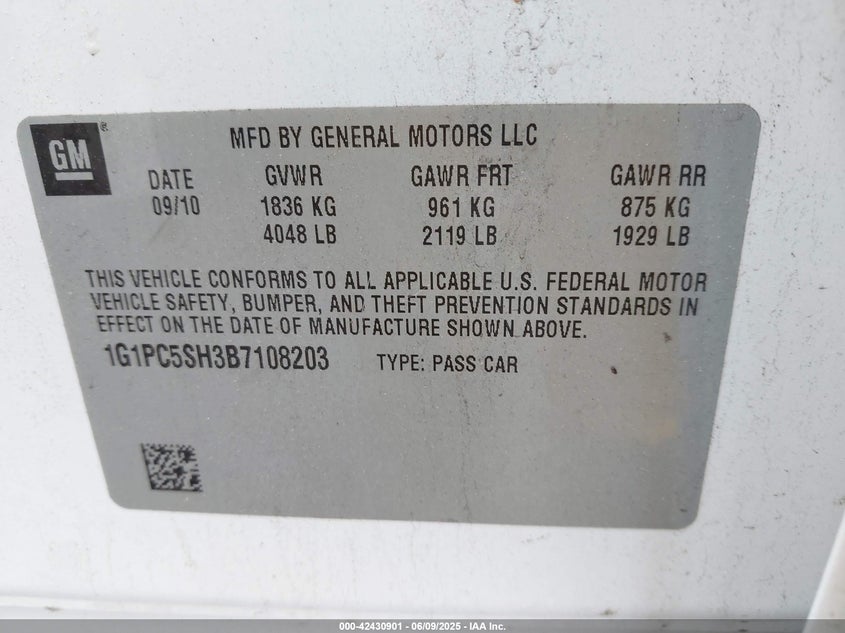 GM
MFD BY GENERAL MOTORS LLC
DATE GVWR GAWR FRT GAWR RR
09/10 1836 KG 961 KG 875 KG
4048 LB 2119 LB 1929 LB
THIS VEHICLE CONFORMS TO ALL APPLICABLE U.S. FEDERAL MOTOR
VEHICLE SAFETY, BUMPER, AND THEFT PREVENTION STANDARDS IN
EFFECT ON THE DATE OF MANUFACTURE SHOWN ABOVE.
1G1PC5SH3B7108203 TYPE: PASS CAR
000-42430901 - 06/09/2025 - IAA Inc.